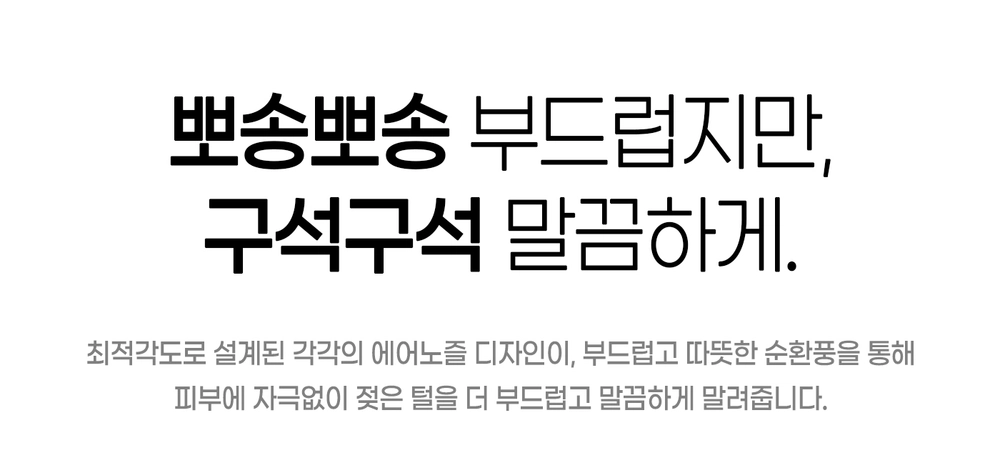 뽀송뽀송 부드럽지만,
구석구석 말끔하게.
최적각도로 설계된 각각의 에어노즐 디자인이, 부드럽고 따뜻한 순환풍을 통해
피부에 자극없이 젖은 털을 더 부드럽고 말끔하게 말려줍니다.